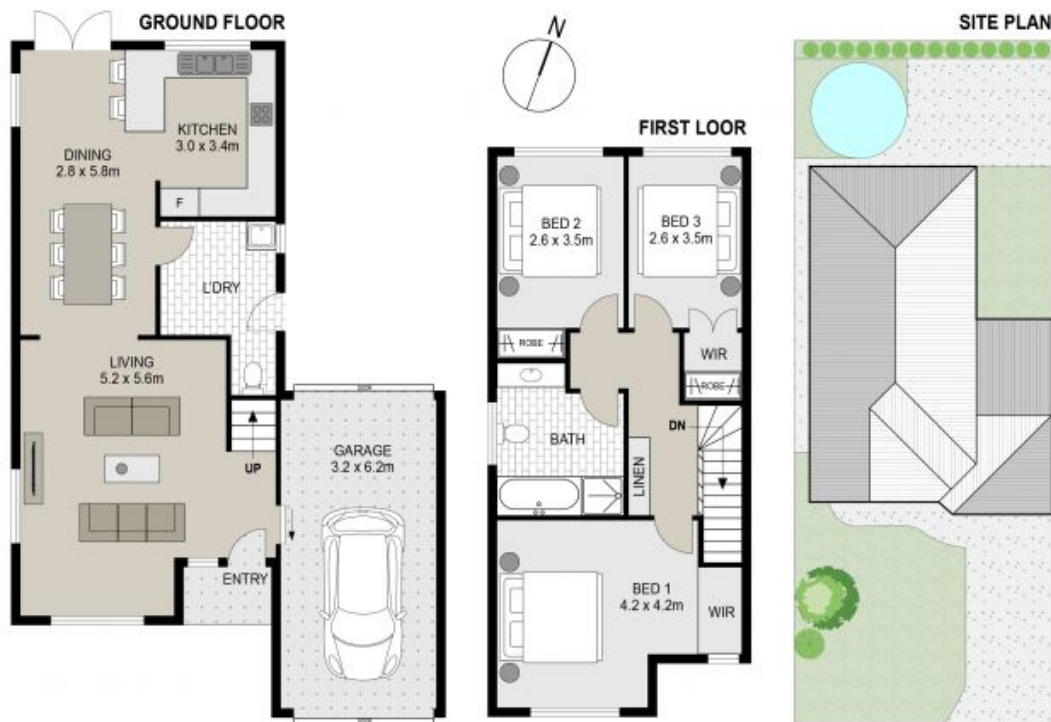 GROUND FLOOR
KITCHEN
3.0 x 3.4m
DINING
2.8 x 5.8m
F
L'DRY
LIVING
5.2 x 5.6m
UP
GARAGE
3.2 x 6.2m
ENTRY
N
FIRST LOOR
BED 2
2.6 x 3.5m
BED 3
2.6 x 3.5m
ROBE
WIR
ROBE
BATH
DN
LINEN
BED 1
4.2 x 4.2m
WIR
SITE PLAN